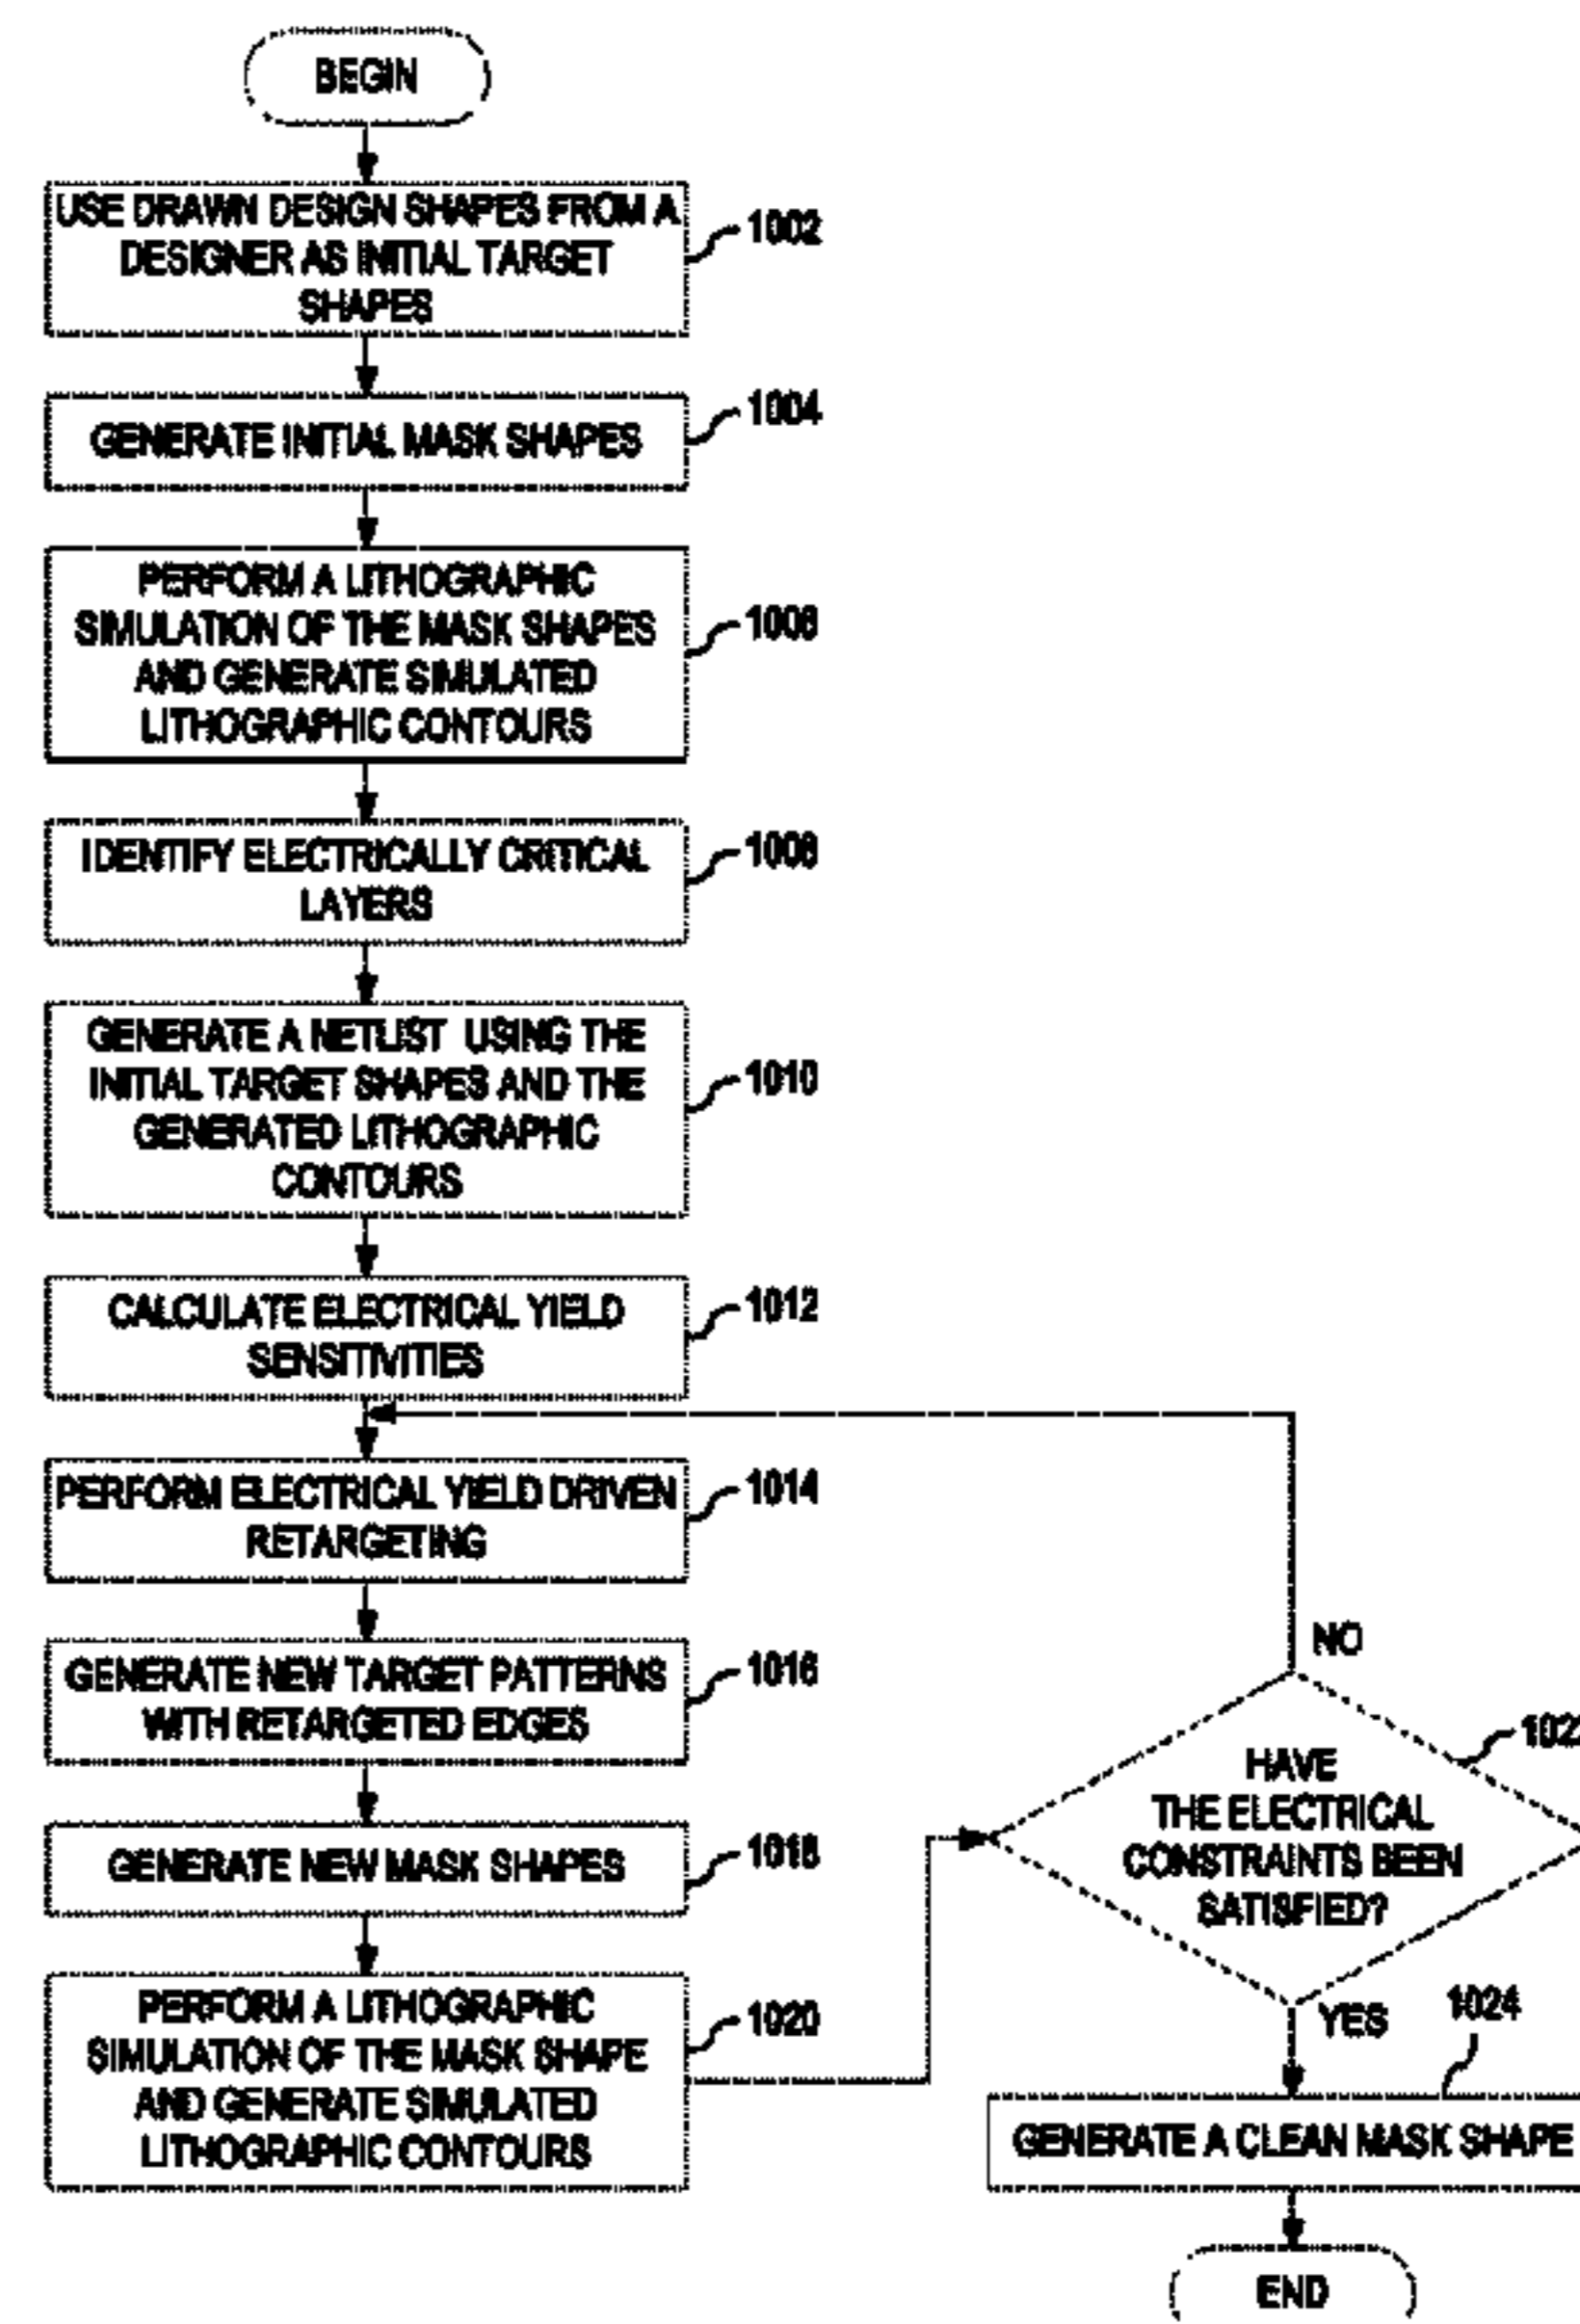 BEGIN
USE DRAWN DESIGN SHAPES FROM A
DESIGNER AS INITIAL TARGET
SHAPES
1002
GENERATE INITIAL MASK SHAPES
1004
PERFORM A LITHOGRAPHIC
SIMULATION OF THE MASK SHAPES
AND GENERATE SIMULATED
LITHOGRAPHIC CONTOURS
1006
IDENTIFY ELECTRICALLY CRITICAL
LAYERS
1008
GENERATE A NETLIST USING THE
INITIAL TARGET SHAPES AND THE
GENERATED LITHOGRAPHIC
CONTOURS
1010
CALCULATE ELECTRICAL YIELD
SENSITIVITIES
1012
PERFORM ELECTRICAL YIELD DRIVEN
RETARGETING
1014
GENERATE NEW TARGET PATTERNS
WITH RETARGETED EDGES
1016
GENERATE NEW MASK SHAPES
1018
PERFORM A LITHOGRAPHIC
SIMULATION OF THE MASK SHAPE
AND GENERATE SIMULATED
LITHOGRAPHIC CONTOURS
1020
NO
HAVE
THE ELECTRICAL
CONSTRAINTS BEEN
SATISFIED?
YES
1024
GENERATE A CLEAN MASK SHAPE
END